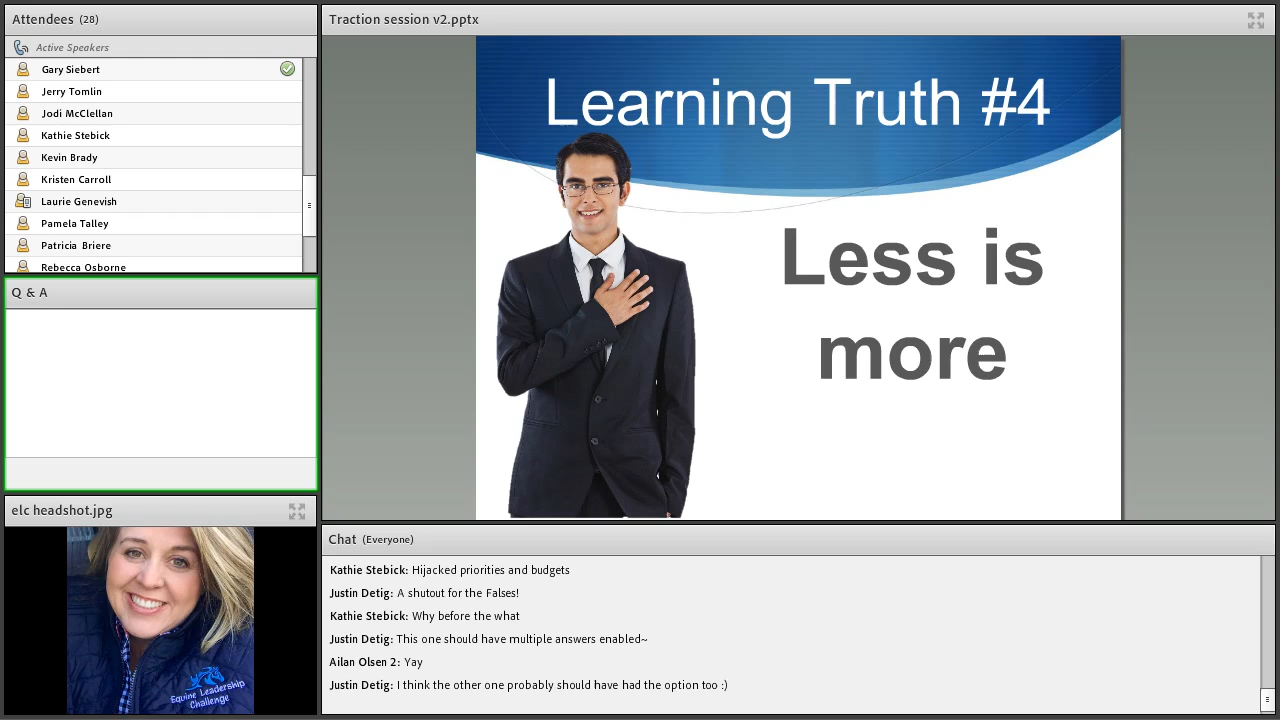 Attendees (28)
Active Speakers
Gary Siebert
Jerry Tomlin
Jodi McClellan
Kathie Stebick
Kevin Brady
Kristen Carroll
Laurie Genevish
Pamela Talley
Patricia Briere
Rebecca Osborne
Q & A
elc headshot.jpg
Equine Leadership
Challenge
Traction session v2.pptx
Learning Truth #4
Less is
more
Chat (Everyone)
Kathie Stebick: Hijacked priorities and budgets
Justin Detig: A shutout for the Falses!
Kathie Stebick: Why before the what
Justin Detig: This one should have multiple answers enabled~
Ailan Olsen 2: Yay
Justin Detig: I think the other one probably should have had the option too :)